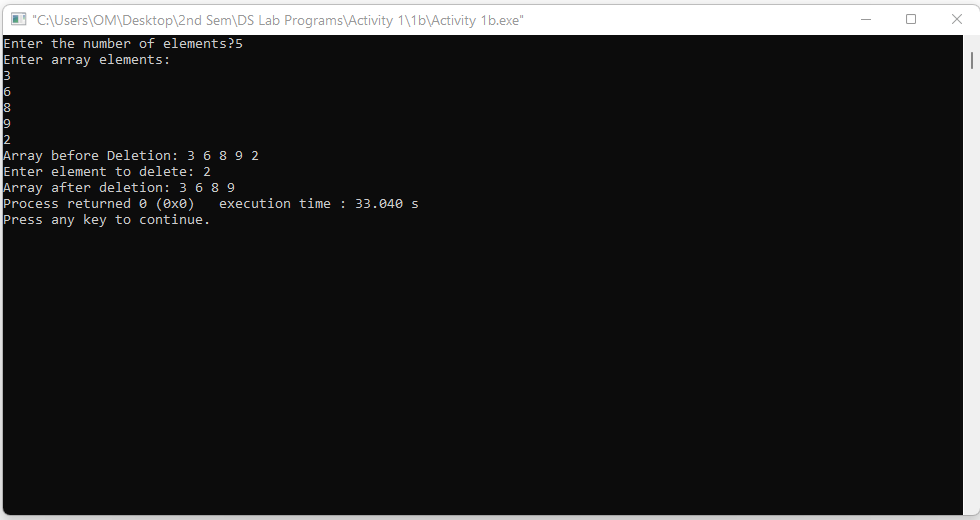 "C:\Users\OM\Desktop\2nd Sem\DS Lab Programs\Activity 1\1b\Activity 1b.exe"
Enter the number of elements?5
Enter array elements:
3
6
8
9
2
Array before Deletion: 3 6 8 9 2
Enter element to delete: 2
Array after deletion: 3 6 8 9
Process returned 0 (0x0)   execution time : 33.040 s
Press any key to continue.